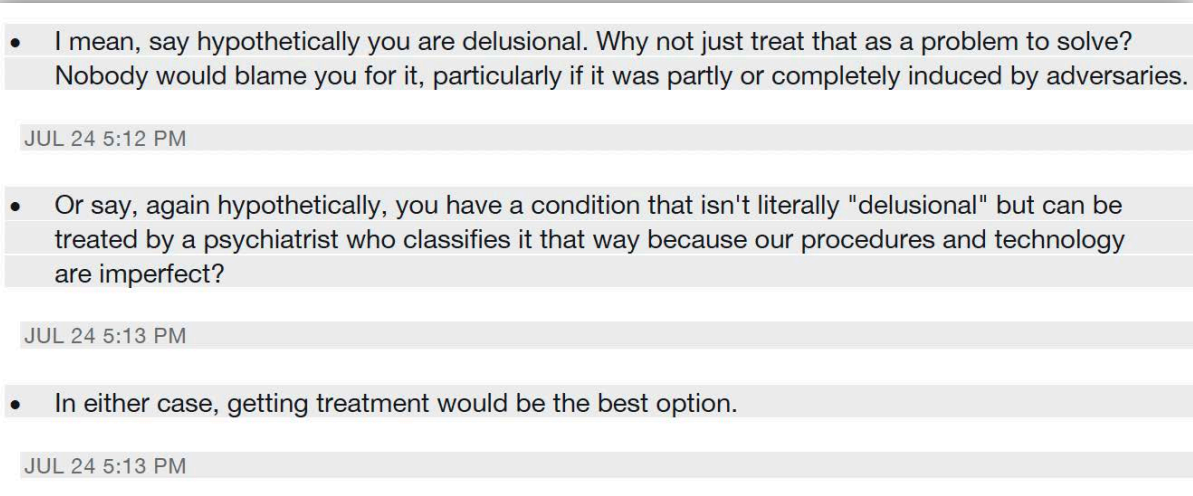 • I mean, say hypothetically you are delusional. Why not just treat that as a problem to solve?
Nobody would blame you for it, particularly if it was partly or completely induced by adversaries.
JUL 24 5:12 PM
• Or say, again hypothetically, you have a condition that isn't literally "delusional" but can be
treated by a psychiatrist who classifies it that way because our procedures and technology
are imperfect?
JUL 24 5:13 PM
• In either case, getting treatment would be the best option.
JUL 24 5:13 PM